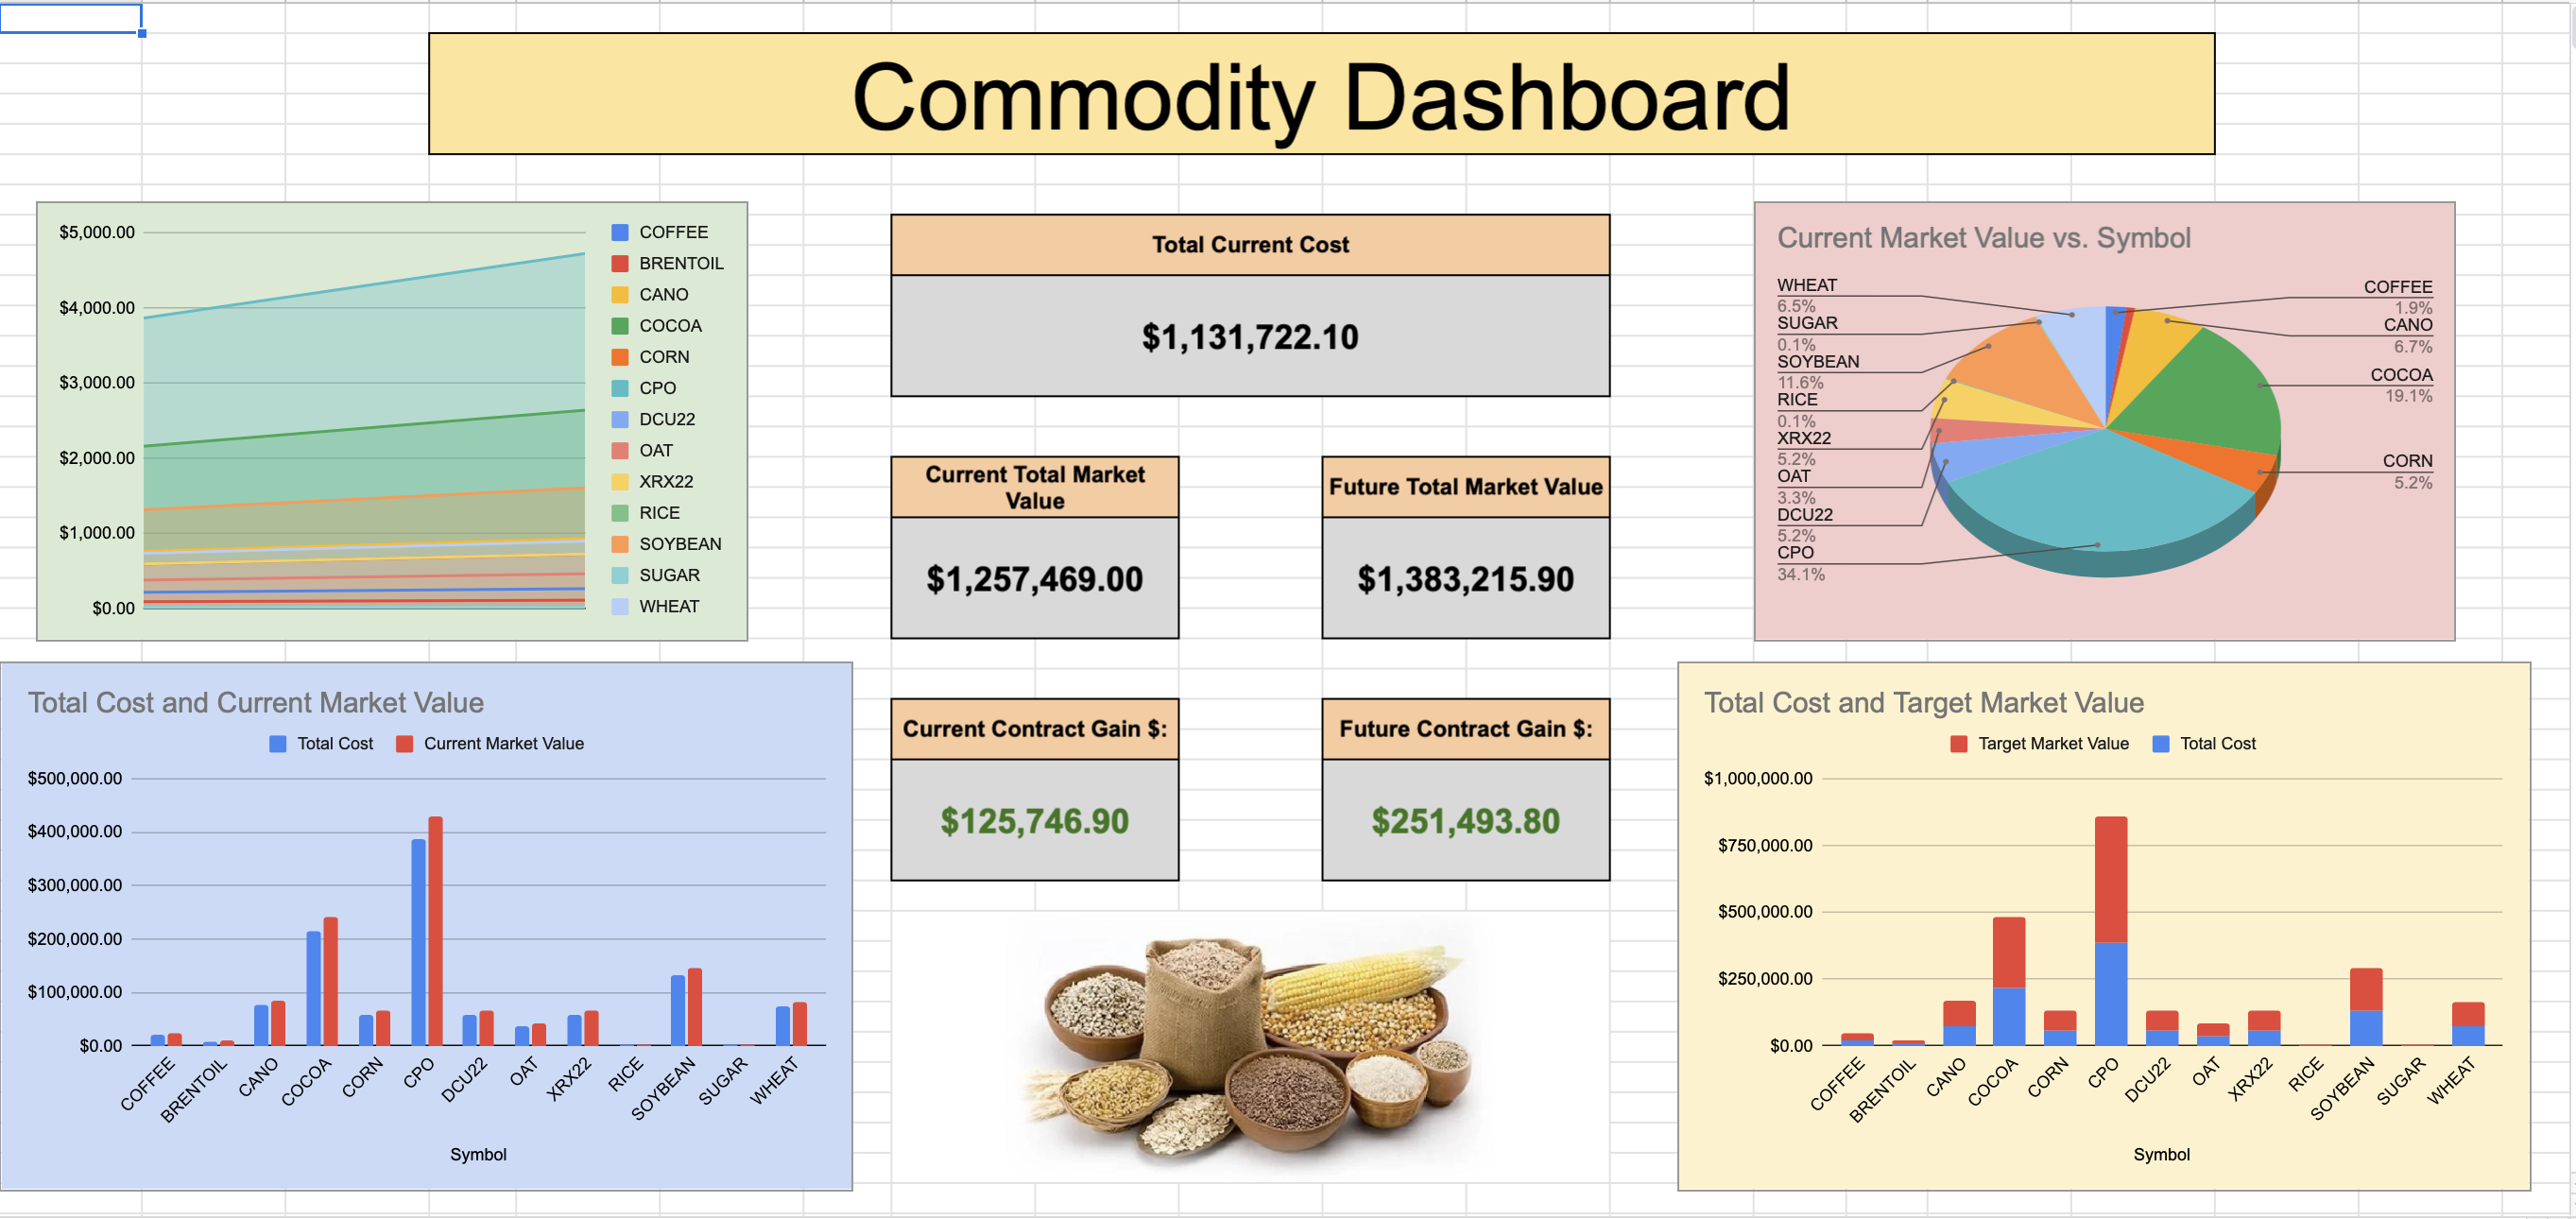 Commodity Dashboard
$5,000.00
$4,000.00
$3,000.00
$2,000.00
$1,000.00
$0.00
COFFEE
BRENTOIL
CANO
COCOA
CORN
CPO
DCU22
OAT
XRX22
RICE
SOYBEAN
SUGAR
WHEAT
Total Current Cost
$1,131,722.10
Current Total Market
Value
$1,257,469.00
Future Total Market Value
$1,383,215.90
Current Contract Gain $:
$125,746.90
Future Contract Gain $:
$251,493.80
Current Market Value vs. Symbol
WHEAT
6.5%
SUGAR
0.1%
SOYBEAN
11.6%
RICE
0.1%
XRX22
5.2%
OAT
3.3%
DCU22
5.2%
CPO
34.1%
COFFEE
1.9%
CANO
6.7%
COCOA
19.1%
CORN
5.2%
Total Cost and Current Market Value
Total Cost
Current Market Value
$500,000.00
$400,000.00
$300,000.00
$200,000.00
$100,000.00
$0.00
COFFEE
BRENTOIL
CANO
COCOA
CORN
CPO
DCU22
OAT
XRX22
RICE
SOYBEAN
SUGAR
WHEAT
Symbol
Total Cost and Target Market Value
Target Market Value
Total Cost
$1,000,000.00
$750,000.00
$500,000.00
$250,000.00
$0.00
COFFEE
BRENTOIL
CANO
COCOA
CORN
CPO
DCU22
OAT
XRX22
RICE
SOYBEAN
SUGAR
WHEAT
Symbol